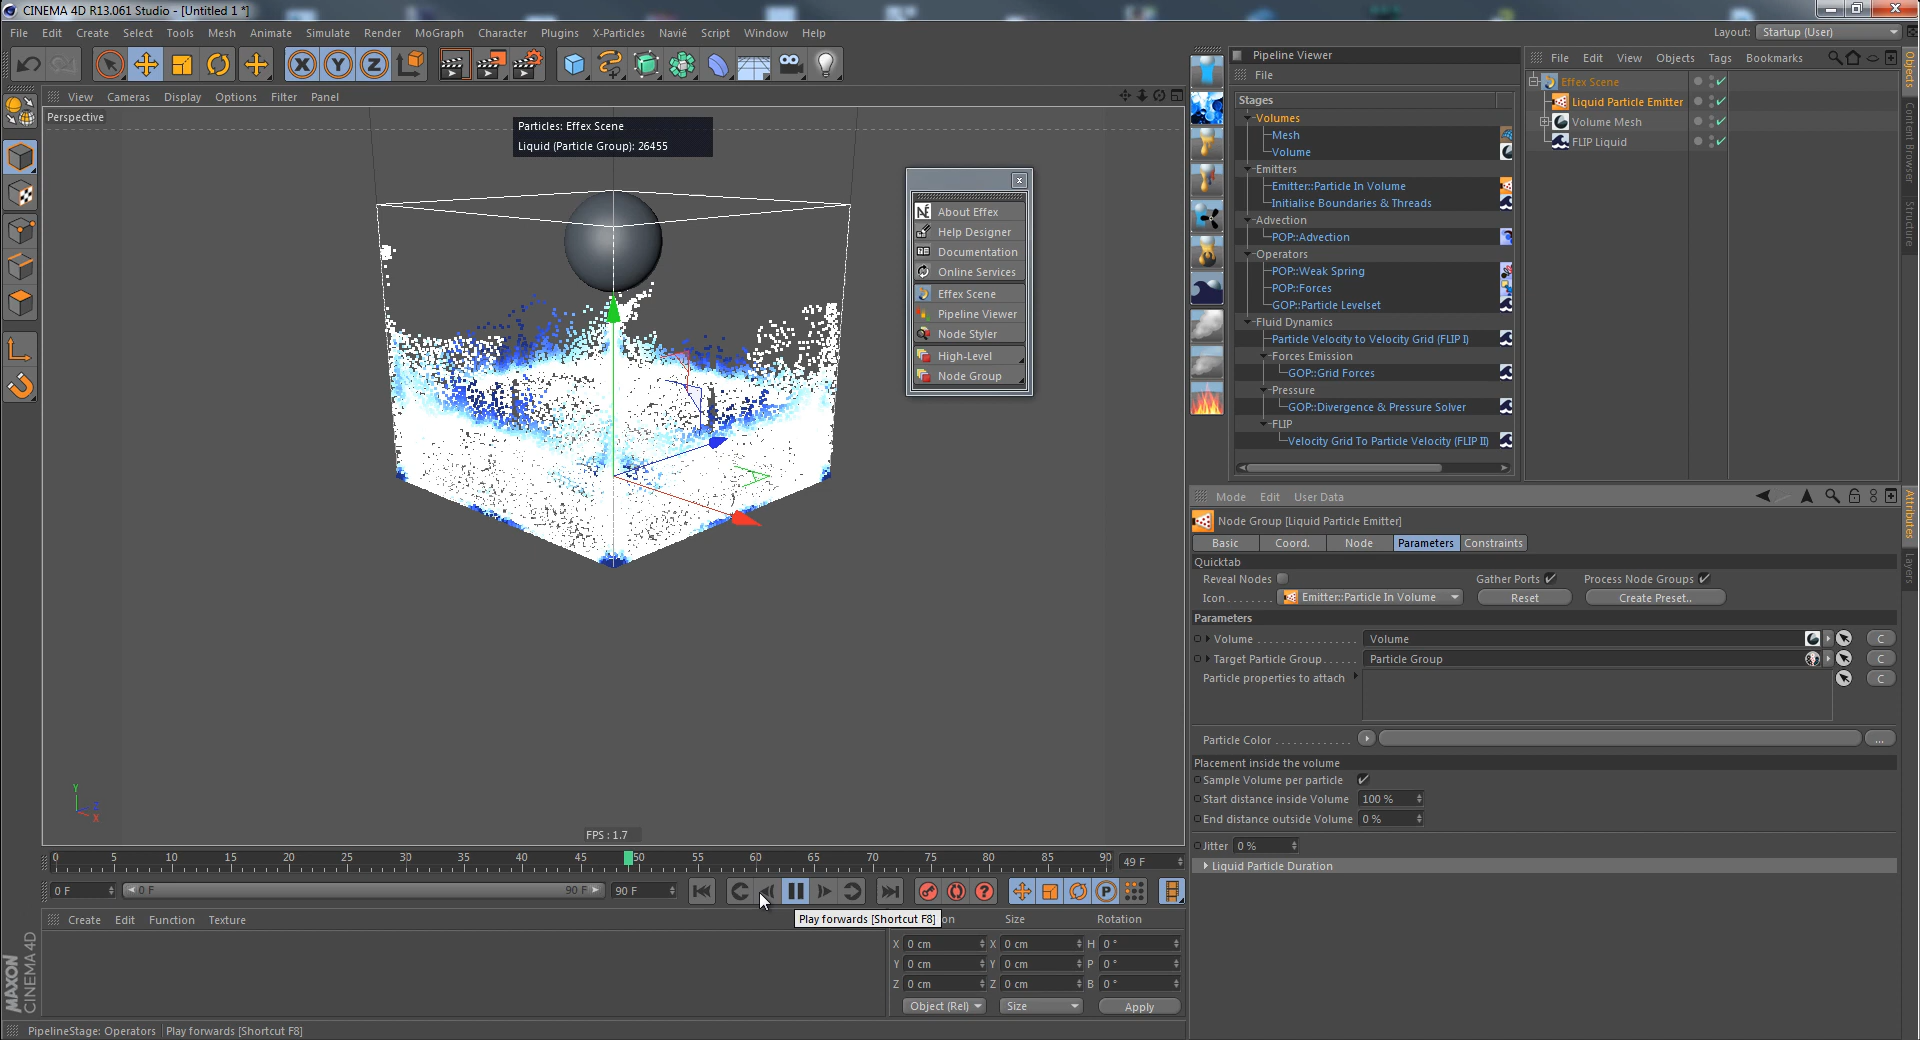 CINEMA 4D R13.061 Studio - [Untitled 1 *]
File Edit Create Select Tools Mesh Animate Simulate Render MoGraph Character Plugins X-Particles Navié Script Window Help
Layout: Startup (User)
View Cameras Display Options Filter Panel
Perspective
Particles: Effex Scene
Liquid (Particle Group): 26455
About Effex
Help Designer
Documentation
Online Services
Effex Scene
Pipeline Viewer
Node Styler
High-Level
Node Group
Y
Z
X
FPS : 1.7
0 5 10 15 20 25 30 35 40 45 50 55 60 65 70 75 80 85 90
49 F
0 F
0 F
90 F
90 F
Play forwards [Shortcut F8]
Create Edit Function Texture
on Size Rotation
X 0 cm X 0 cm H 0 °
Y 0 cm Y 0 cm P 0 °
Z 0 cm Z 0 cm B 0 °
Object (Rel) Size Apply
MAXON
CINEMA 4D
PipelineStage: Operators Play forwards [Shortcut F8]
Pipeline Viewer
File
Stages
Volumes
Mesh
Volume
Emitters
Emitter::Particle In Volume
Initialise Boundaries & Threads
Advection
POP::Advection
Operators
POP::Weak Spring
POP::Forces
GOP::Particle Levelset
Fluid Dynamics
Particle Velocity to Velocity Grid (FLIP I)
Forces Emission
GOP::Grid Forces
Pressure
GOP::Divergence & Pressure Solver
FLIP
Velocity Grid To Particle Velocity (FLIP II)
File Edit View Objects Tags Bookmarks
Effex Scene
Liquid Particle Emitter
Volume Mesh
FLIP Liquid
Objects
Content Browser
Structure
Mode Edit User Data
Node Group [Liquid Particle Emitter]
Basic Coord. Node Parameters Constraints
Quicktab
Reveal Nodes Gather Ports Process Node Groups
Icon Emitter::Particle In Volume Reset Create Preset..
Parameters
Volume Volume C
Target Particle Group Particle Group C
Particle properties to attach C
Particle Color ...
Placement inside the volume
Sample Volume per particle
Start distance inside Volume 100 %
End distance outside Volume 0 %
Jitter 0 %
Liquid Particle Duration
Attributes
Layers